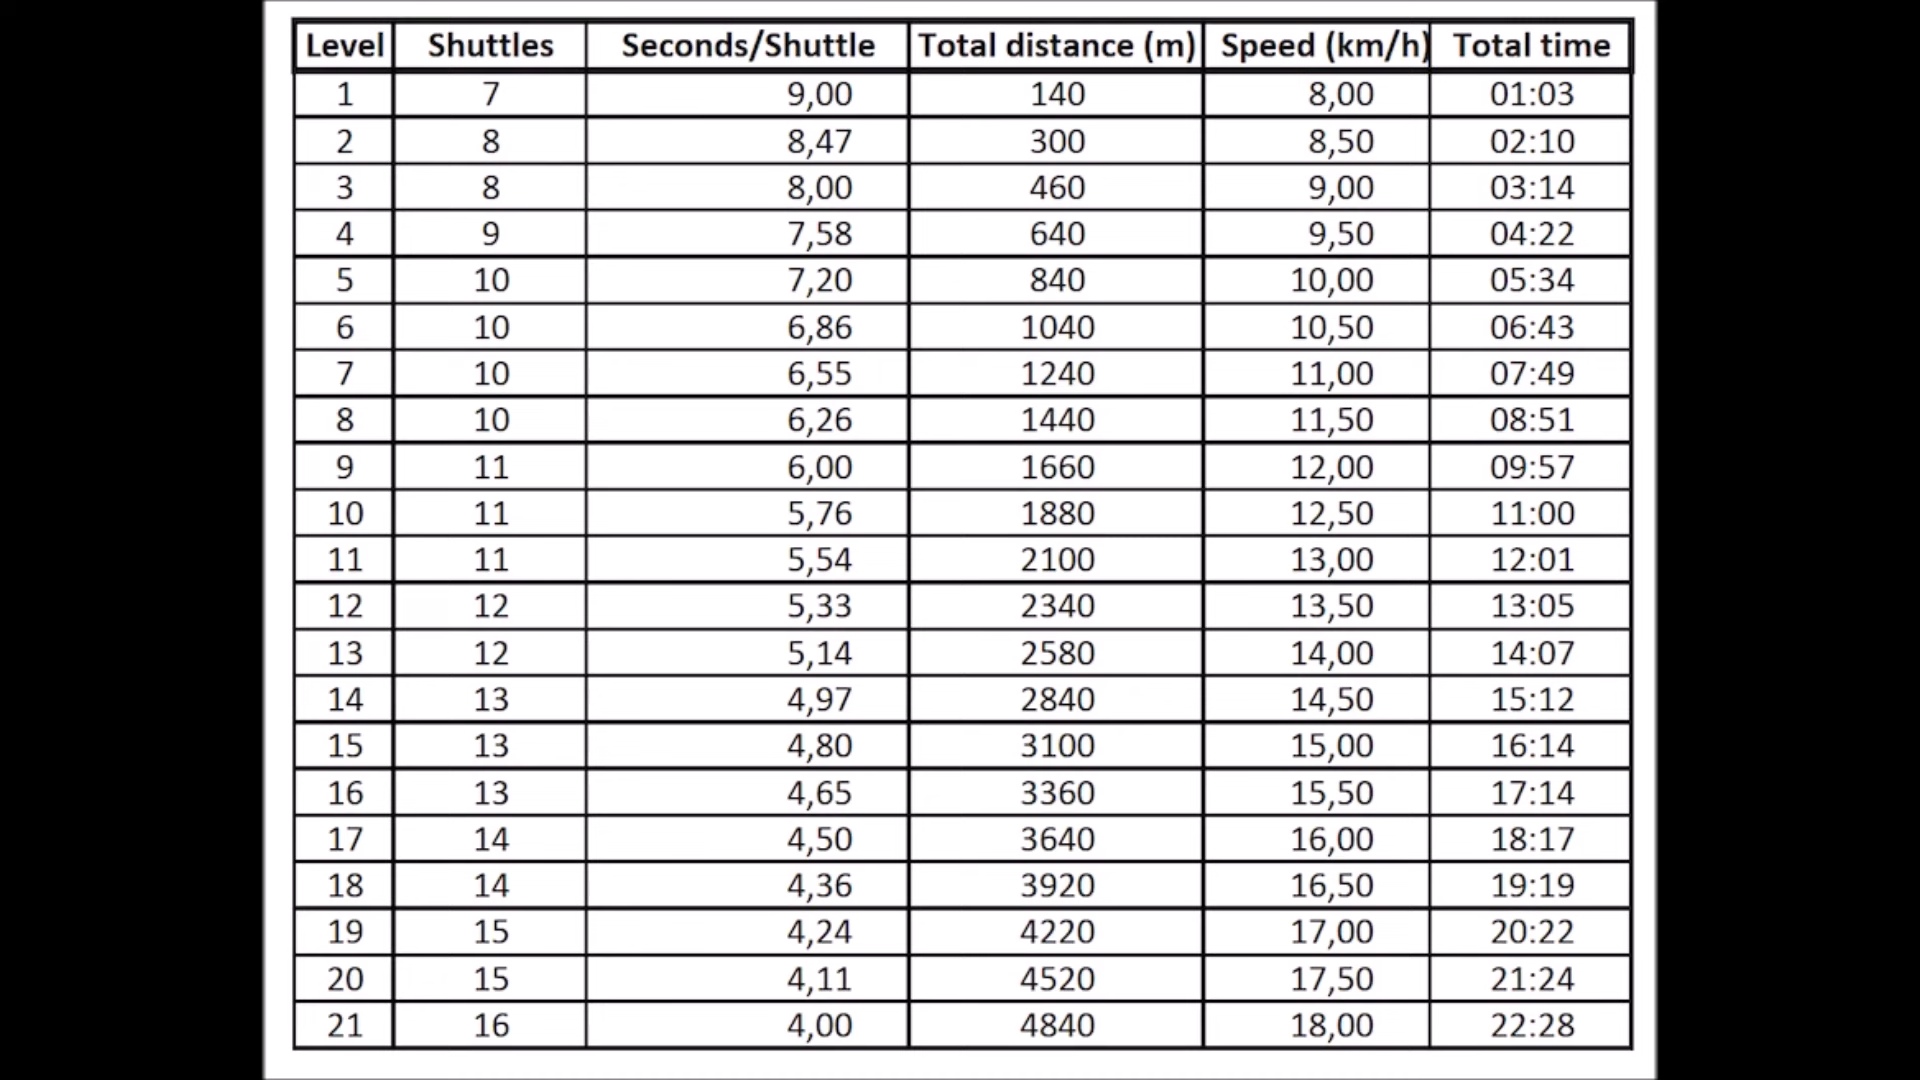 Level Shuttles Seconds/Shuttle Total distance (m) Speed (km/h) Total time
1 7 9,00 140 8,00 01:03
2 8 8,47 300 8,50 02:10
3 8 8,00 460 9,00 03:14
4 9 7,58 640 9,50 04:22
5 10 7,20 840 10,00 05:34
6 10 6,86 1040 10,50 06:43
7 10 6,55 1240 11,00 07:49
8 10 6,26 1440 11,50 08:51
9 11 6,00 1660 12,00 09:57
10 11 5,76 1880 12,50 11:00
11 11 5,54 2100 13,00 12:01
12 12 5,33 2340 13,50 13:05
13 12 5,14 2580 14,00 14:07
14 13 4,97 2840 14,50 15:12
15 13 4,80 3100 15,00 16:14
16 13 4,65 3360 15,50 17:14
17 14 4,50 3640 16,00 18:17
18 14 4,36 3920 16,50 19:19
19 15 4,24 4220 17,00 20:22
20 15 4,11 4520 17,50 21:24
21 16 4,00 4840 18,00 22:28